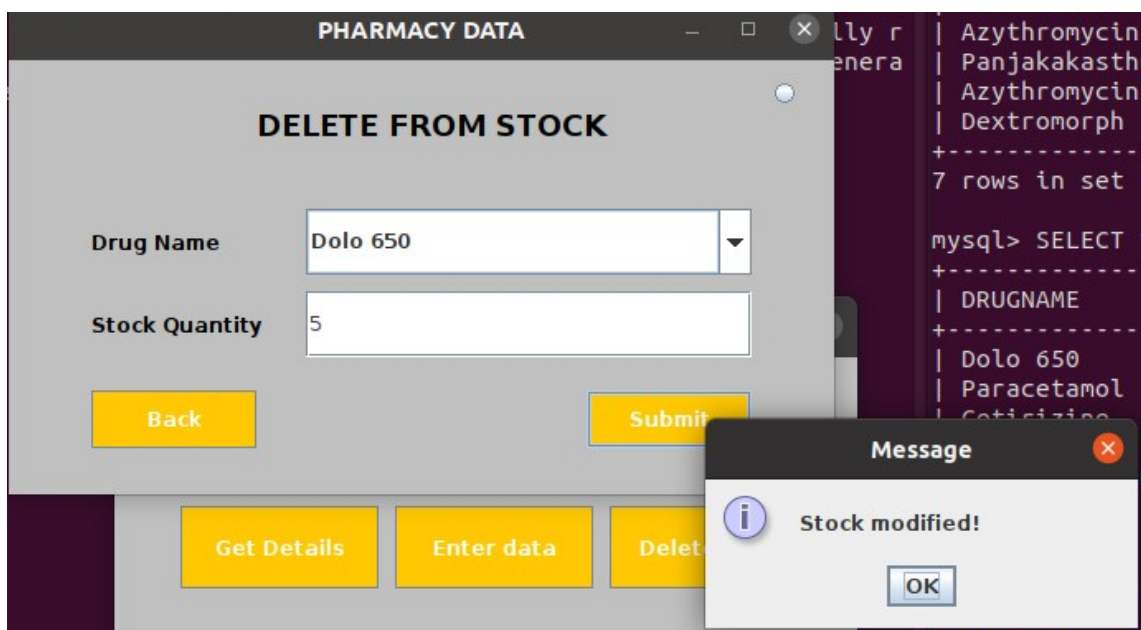 PHARMACY DATA
DELETE FROM STOCK
Drug Name
Dolo 650
Stock Quantity
5
Back
Submit
Get Details
Enter data
Delet
Message
Stock modified!
OK
lly r
enera
| Azythromycin
| Panjakakasth
| Azythromycin
| Dextromorph
+-------------
7 rows in set
mysql> SELECT
+-------------
| DRUGNAME
+-------------
| Dolo 650
| Paracetamol
| Cetirizine